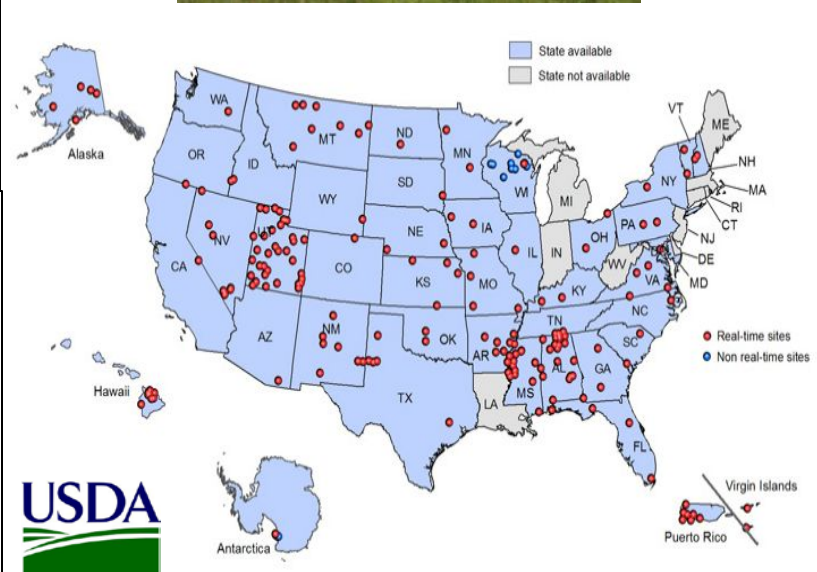 State available
State not available
Alaska
WA
OR
ID
MT
ND
SD
MN
WI
MI
WY
NE
IA
NV
UT
CA
CO
KS
MO
IL
IN
OH
PA
NY
VT
ME
NH
MA
RI
CT
NJ
DE
MD
WV
VA
KY
NC
TN
SC
AZ
NM
OK
AR
TX
LA
MS
AL
GA
FL
Real-time sites
Non real-time sites
Hawaii
USDA
Antarctica
Virgin Islands
Puerto Rico